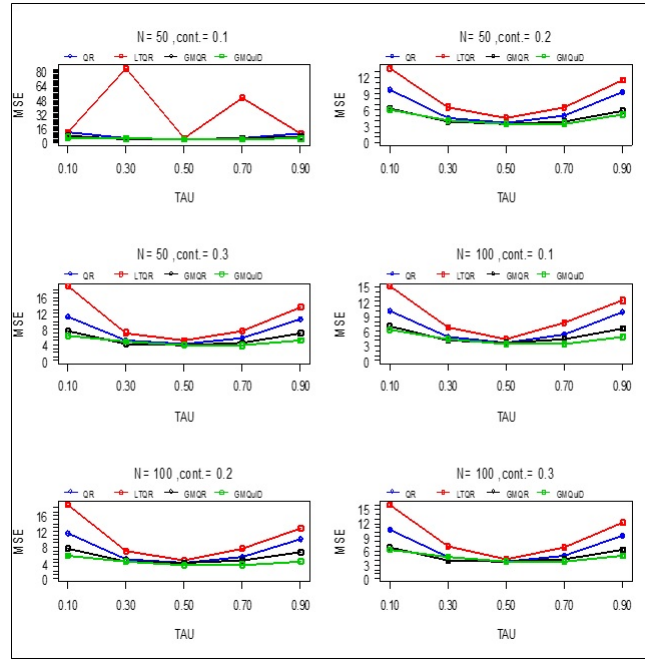 N= 50 ,cont.= 0.1
QR LTQR GMQR GMQuID
MSE
80
64
48
32
16
0
0.10 0.30 0.50 0.70 0.90
TAU
N= 50 ,cont.= 0.2
QR LTQR GMQR GMQuID
MSE
12
9
6
3
0
0.10 0.30 0.50 0.70 0.90
TAU
N= 50 ,cont.= 0.3
QR LTQR GMQR GMQuID
MSE
16
12
8
4
0
0.10 0.30 0.50 0.70 0.90
TAU
N= 100 ,cont.= 0.1
QR LTQR GMQR GMQuID
MSE
15
12
9
6
3
0
0.10 0.30 0.50 0.70 0.90
TAU
N= 100 ,cont.= 0.2
QR LTQR GMQR GMQuID
MSE
16
12
8
4
0
0.10 0.30 0.50 0.70 0.90
TAU
N= 100 ,cont.= 0.3
QR LTQR GMQR GMQuID
MSE
15
12
9
6
3
0
0.10 0.30 0.50 0.70 0.90
TAU